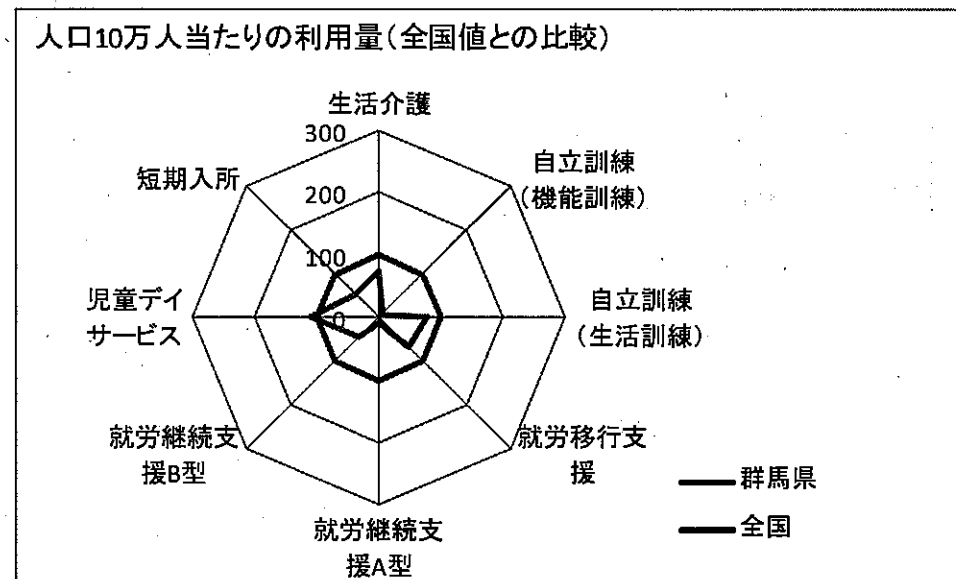 人口10万人当たりの利用量(全国値との比較)
生活介護
300
200
100
0
自立訓練
(機能訓練)
自立訓練
(生活訓練)
就労移行支
援
就労継続支
援A型
就労継続支
援B型
児童デイ
サービス
短期入所
群馬県
全国